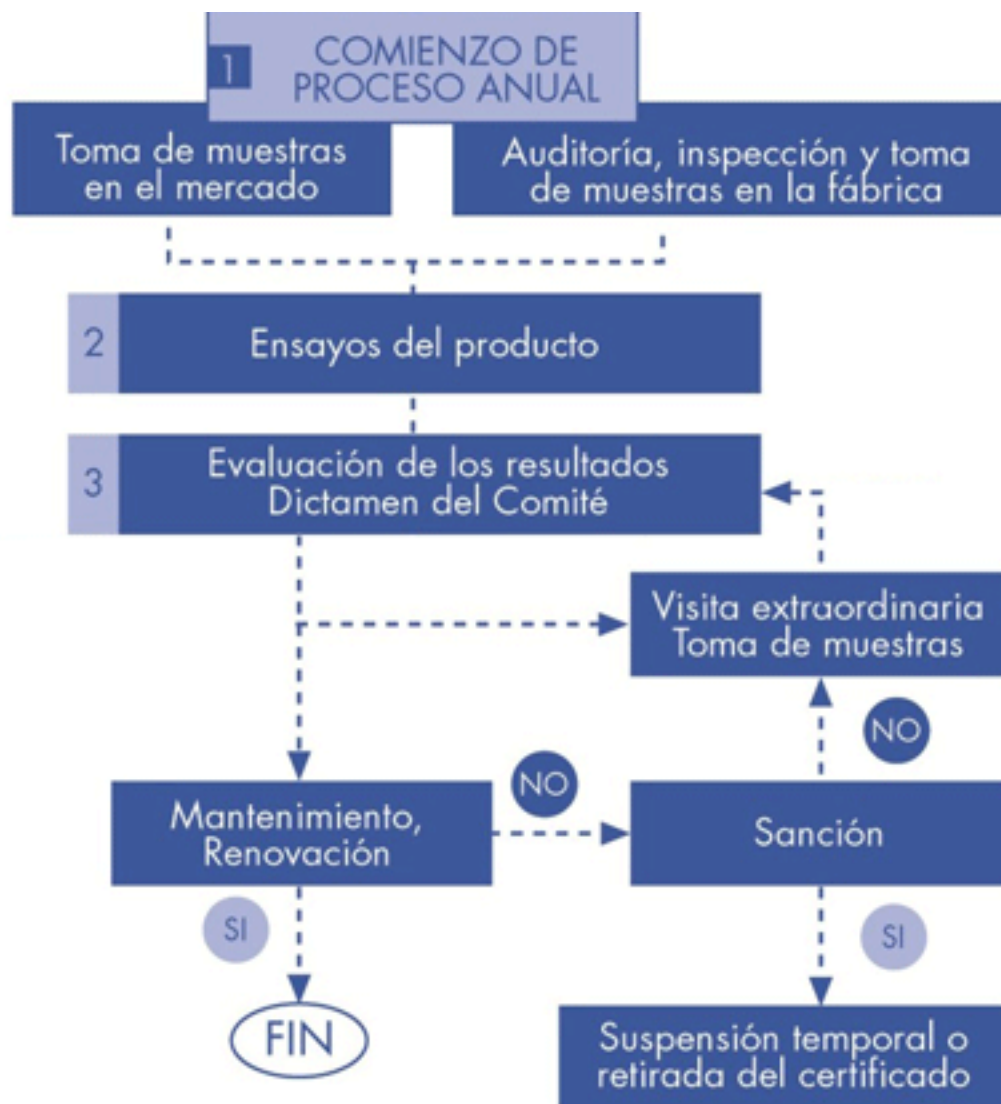 1
COMIENZO DE
PROCESO ANUAL
Toma de muestras
en el mercado
Auditoría, inspección y toma
de muestras en la fábrica
2
Ensayos del producto
3
Evaluación de los resultados
Dictamen del Comité
Visita extraordinaria
Toma de muestras
NO
NO
Mantenimiento,
Renovación
Sanción
SI
SI
FIN
Suspensión temporal o
retirada del certificado